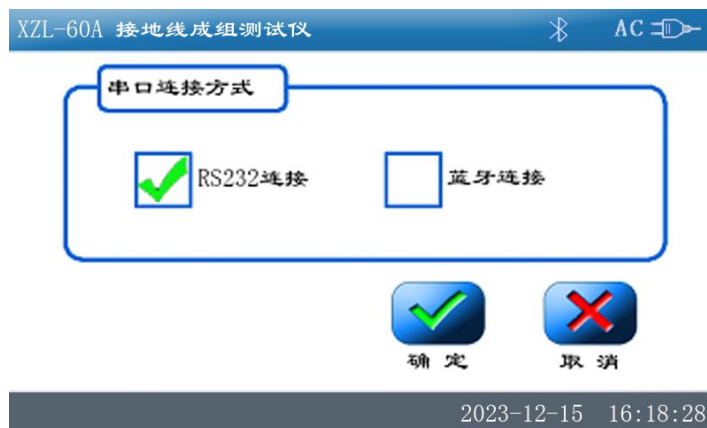 XZL-60A 接地线成组测试仪 AC
串口连接方式
RS232连接 蓝牙连接
确 定 取 消
2023-12-15 16:18:28